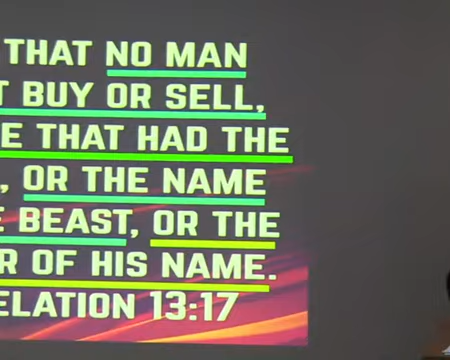 THAT NO MAN
T BUY OR SELL,
E THAT HAD THE
, OR THE NAME
E BEAST, OR THE
R OF HIS NAME.
ELATION 13:17